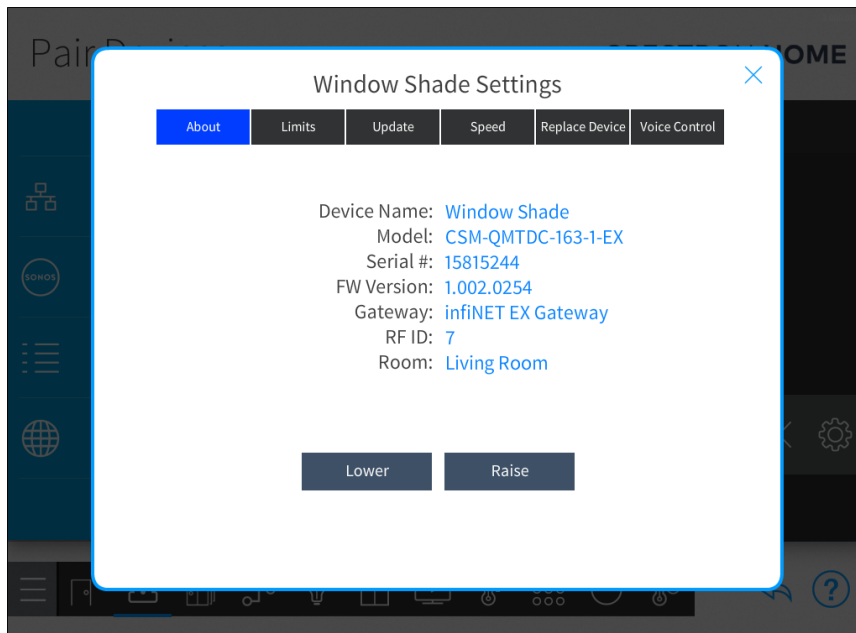 Pair
HOME
Window Shade Settings
About
Limits
Update
Speed
Replace Device
Voice Control
Device Name: Window Shade
Model: CSM-QMTDC-163-1-EX
Serial #: 15815244
FW Version: 1.002.0254
Gateway: infiNET EX Gateway
RF ID: 7
Room: Living Room
SONOS
Lower
Raise
?